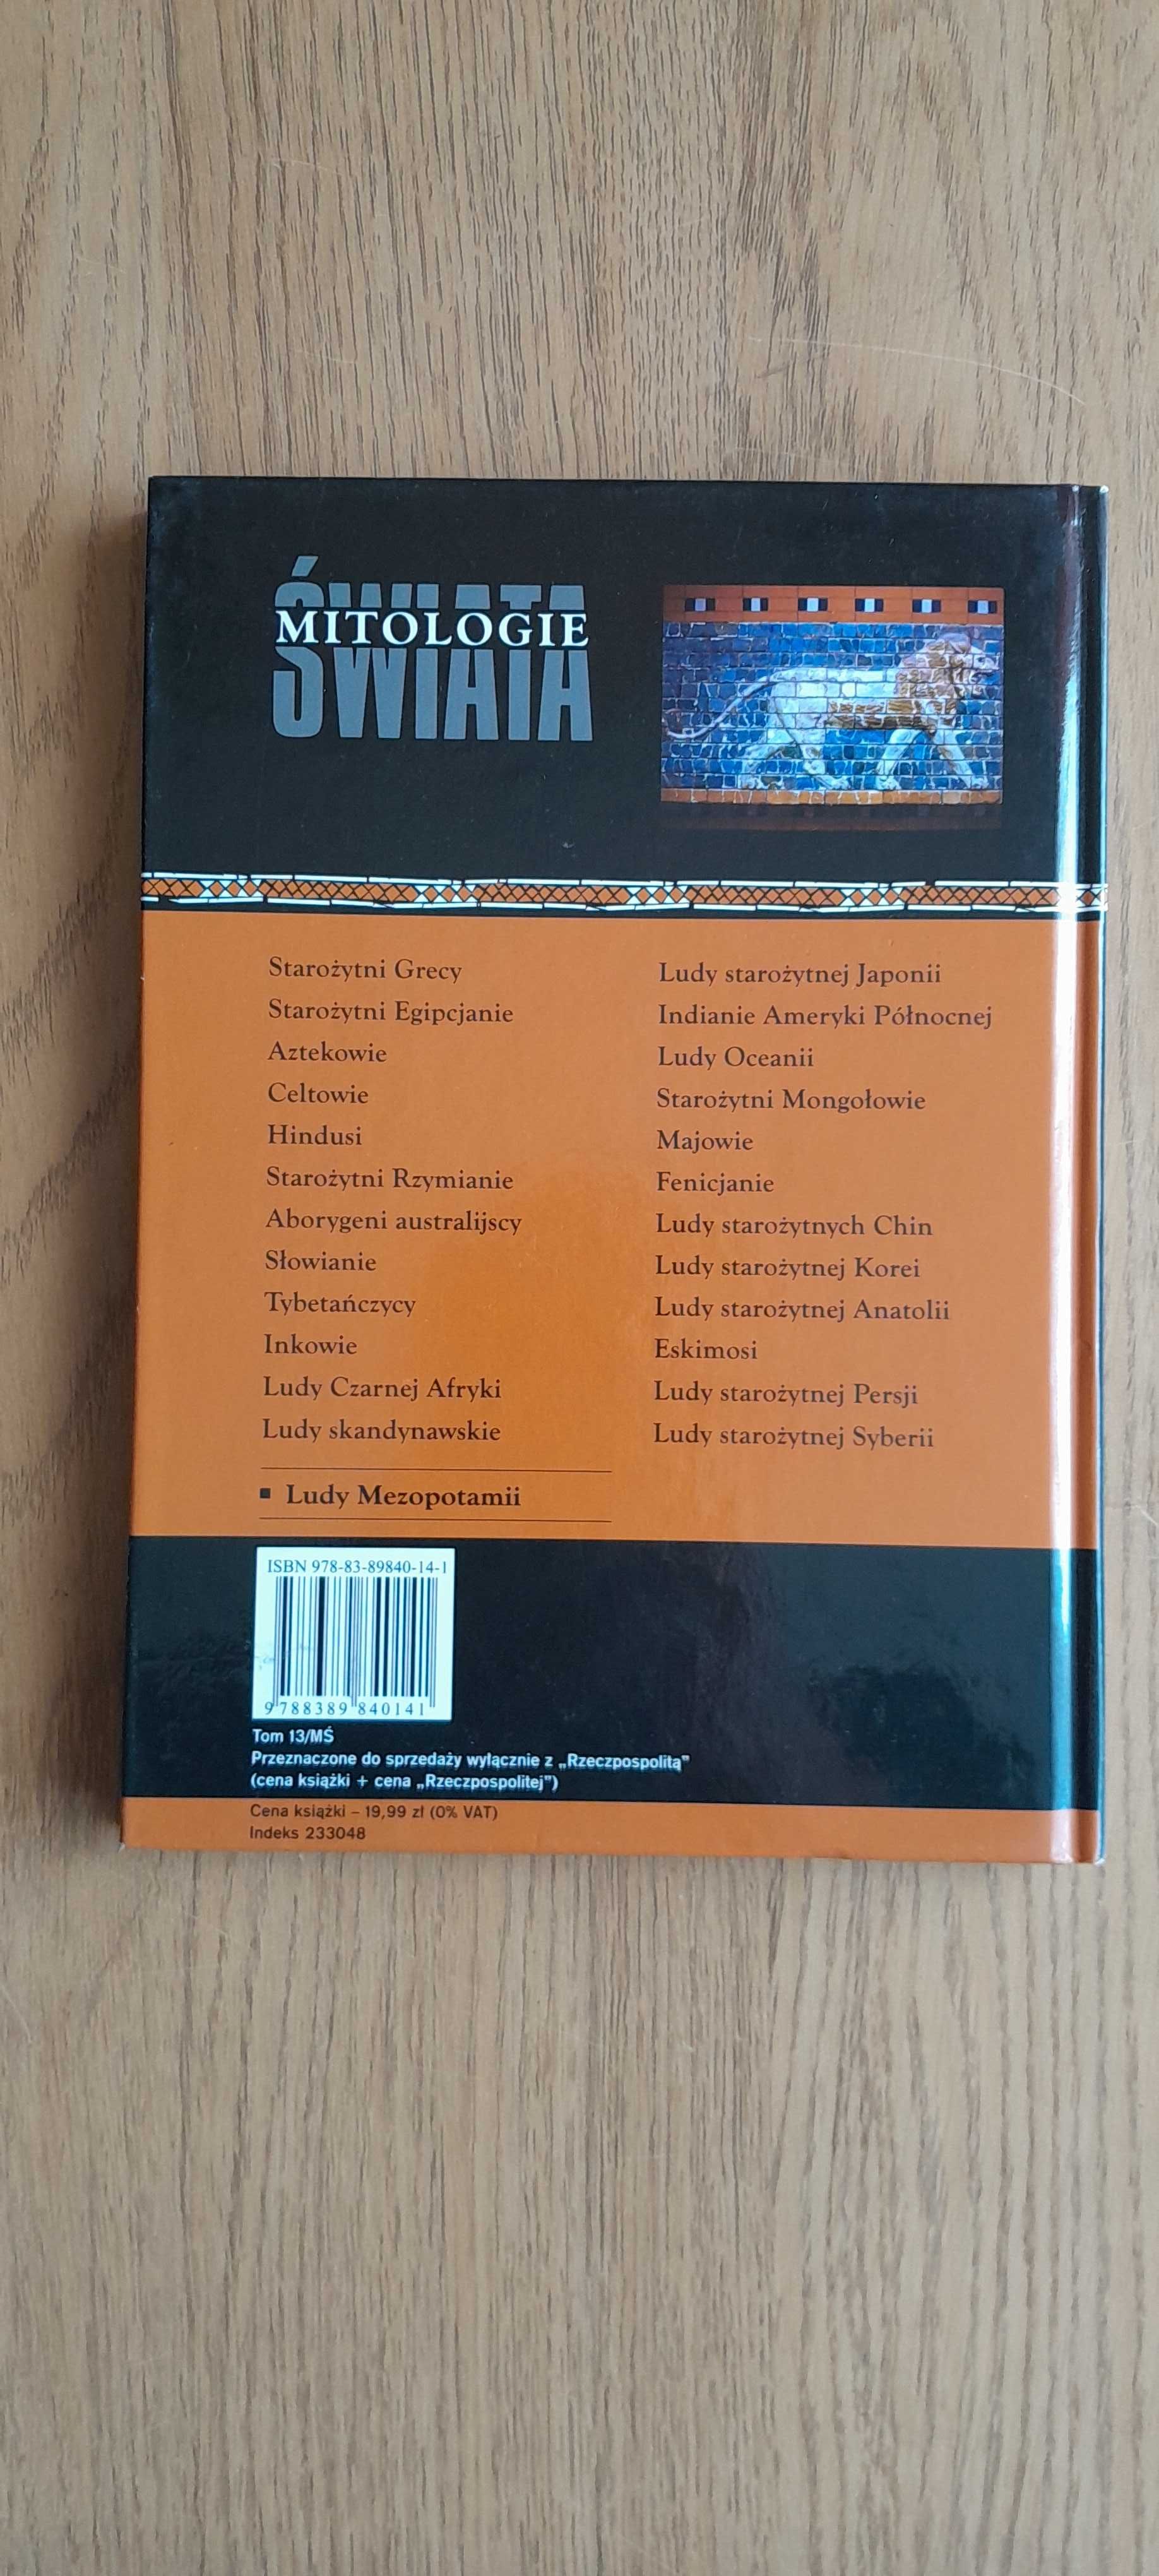 MITOLOGIE
ŚWIATA
Starożytni Grecy
Starożytni Egipcjanie
Aztekowie
Celtowie
Hindusi
Starożytni Rzymianie
Aborygeni australijscy
Słowianie
Tybetańczycy
Inkowie
Ludy Czarnej Afryki
Ludy skandynawskie
Ludy Mezopotamii
Ludy starożytnej Japonii
Indianie Ameryki Północnej
Ludy Oceanii
Starożytni Mongołowie
Majowie
Fenicjanie
Ludy starożytnych Chin
Ludy starożytnej Korei
Ludy starożytnej Anatolii
Eskimosi
Ludy starożytnej Persji
Ludy starożytnej Syberii
ISBN 978-83-89840-14-1
9 788389 840141
Tom 13/MŚ
Przeznaczone do sprzedaży wyłącznie z „Rzeczpospolitą"
(cena książki + cena „Rzeczpospolitej")
Cena książki – 19,99 zł (0% VAT)
Indeks 233048